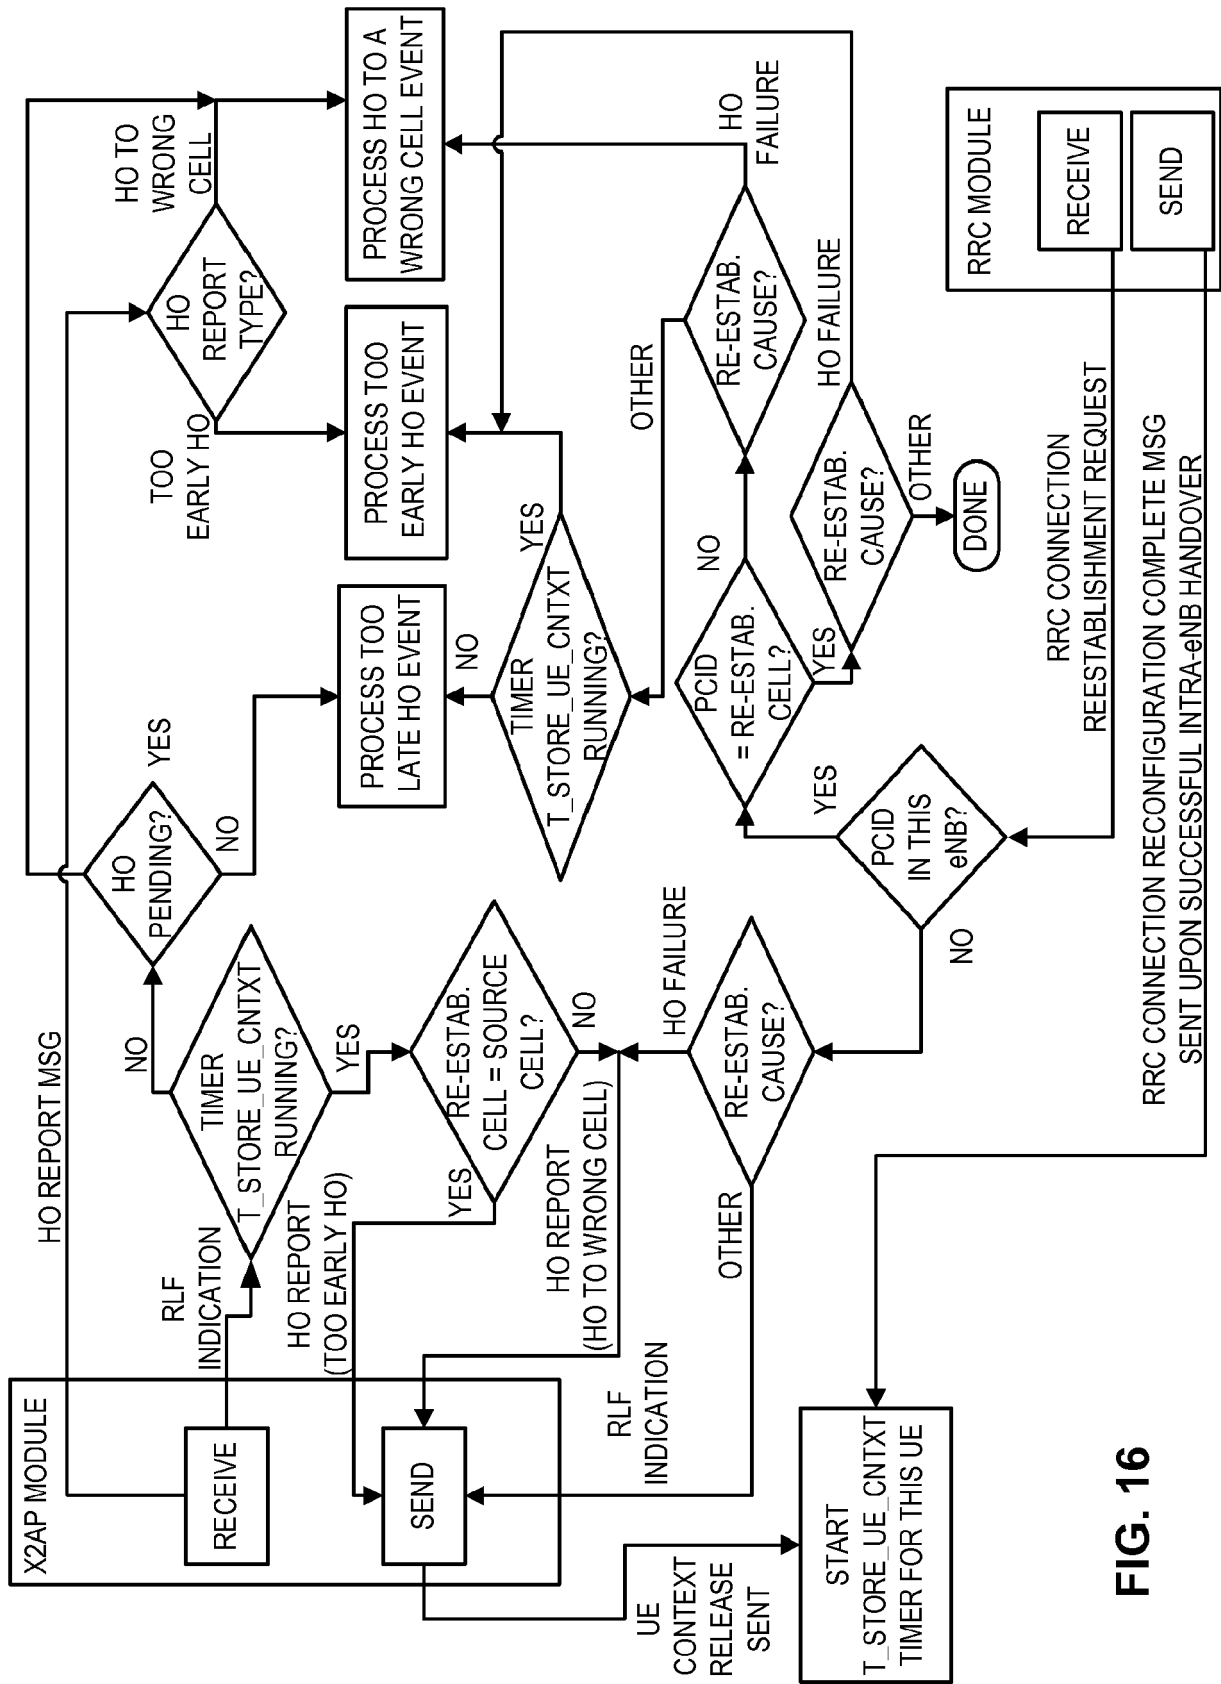 X2AP MODULE
RECEIVE
SEND
HO REPORT MSG
RLF
INDICATION
HO REPORT
(TOO EARLY HO)
HO REPORT
(HO TO WRONG CELL)
RLF
INDICATION
UE
CONTEXT
RELEASE
SENT
START
T_STORE_UE_CNTXT
TIMER FOR THIS UE
TIMER
T_STORE_UE_CNTXT
RUNNING?
NO
YES
RE-ESTAB.
CELL = SOURCE
CELL?
YES
NO
HO FAILURE
RE-ESTAB.
CAUSE?
OTHER
HO
PENDING?
YES
NO
PCID
IN THIS
eNB?
YES
NO
PROCESS TOO
LATE HO EVENT
NO
TIMER
T_STORE_UE_CNTXT
RUNNING?
YES
PCID
= RE-ESTAB.
CELL?
NO
YES
TOO
EARLY HO
HO
REPORT
TYPE?
HO TO
WRONG
CELL
PROCESS TOO
EARLY HO EVENT
PROCESS HO TO A
WRONG CELL EVENT
OTHER
RE-ESTAB.
CAUSE?
HO
FAILURE
RE-ESTAB.
CAUSE?
HO FAILURE
OTHER
DONE
RRC CONNECTION
REESTABLISHMENT REQUEST
RRC CONNECTION RECONFIGURATION COMPLETE MSG
SENT UPON SUCCESSFUL INTRA-eNB HANDOVER
RRC MODULE
RECEIVE
SEND
FIG. 16